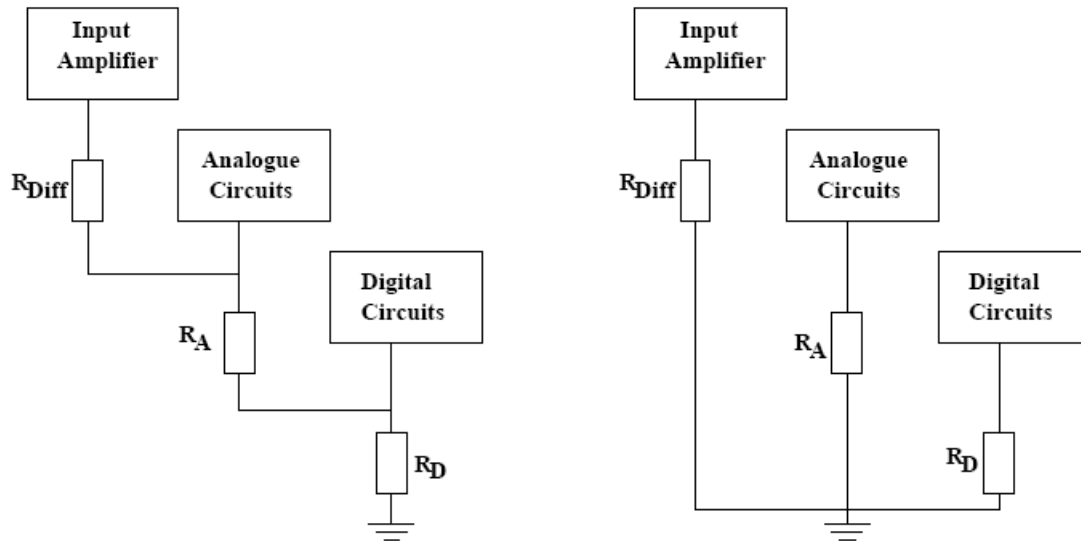 Input
Amplifier
RDiff
Analogue
Circuits
RA
Digital
Circuits
RD
Input
Amplifier
RDiff
Analogue
Circuits
RA
Digital
Circuits
RD